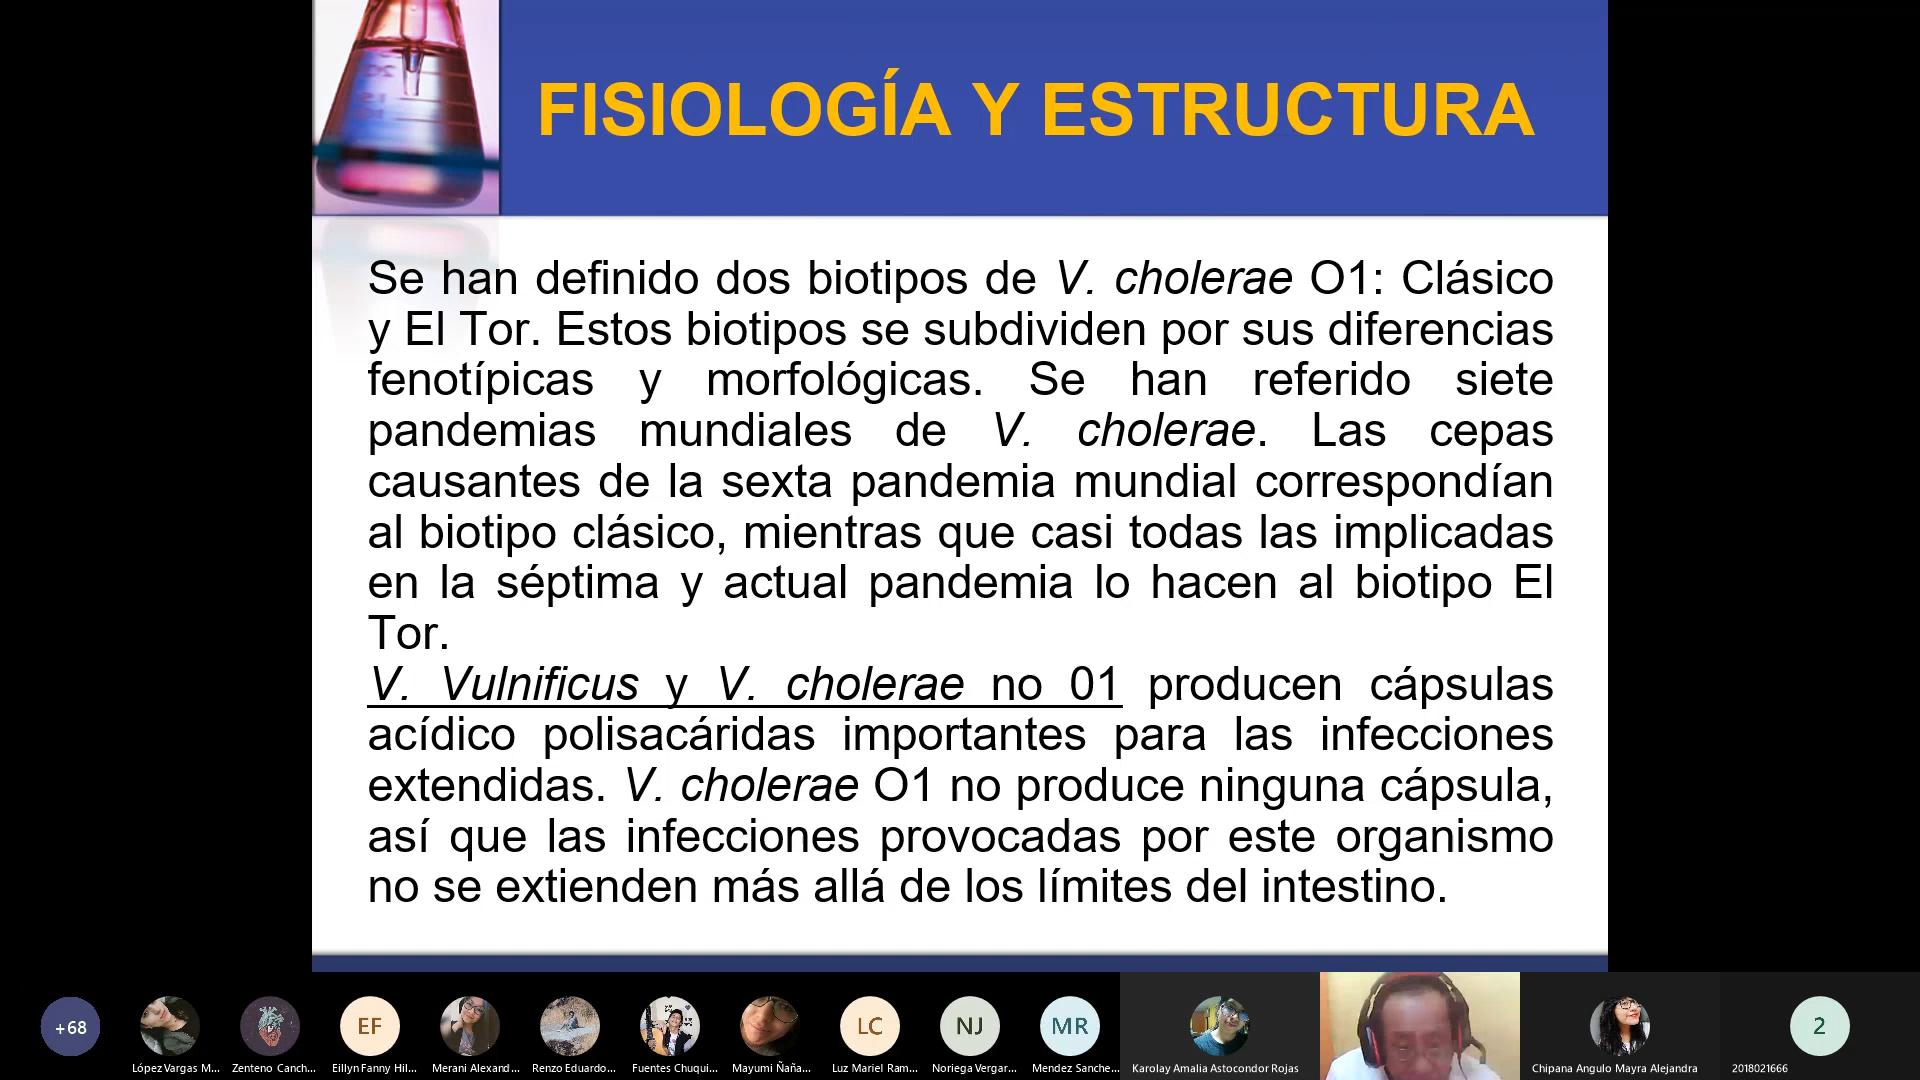 FISIOLOGÍA Y ESTRUCTURA
Se han definido dos biotipos de V. cholerae O1: Clásico
y El Tor. Estos biotipos se subdividen por sus diferencias
fenotípicas y morfológicas. Se han referido siete
pandemias mundiales de V. cholerae. Las cepas
causantes de la sexta pandemia mundial correspondían
al biotipo clásico, mientras que casi todas las implicadas
en la séptima y actual pandemia lo hacen al biotipo El
Tor.
V. Vulnificus y V. cholerae no 01 producen cápsulas
acídico polisacáridas importantes para las infecciones
extendidas. V. cholerae O1 no produce ninguna cápsula,
así que las infecciones provocadas por este organismo
no se extienden más allá de los límites del intestino.
+68
EF
LC
NJ
MR
2
López Vargas M...
Zenteno Canch...
Eillyn Fanny Hil...
Merani Alexand...
Renzo Eduardo...
Fuentes Chuqui...
Mayumi Ñaña...
Luz Mariel Ram...
Noriega Vergar...
Mendez Sanche...
Karolay Amalia Astocondor Rojas
Chipana Angulo Mayra Alejandra
2018021666